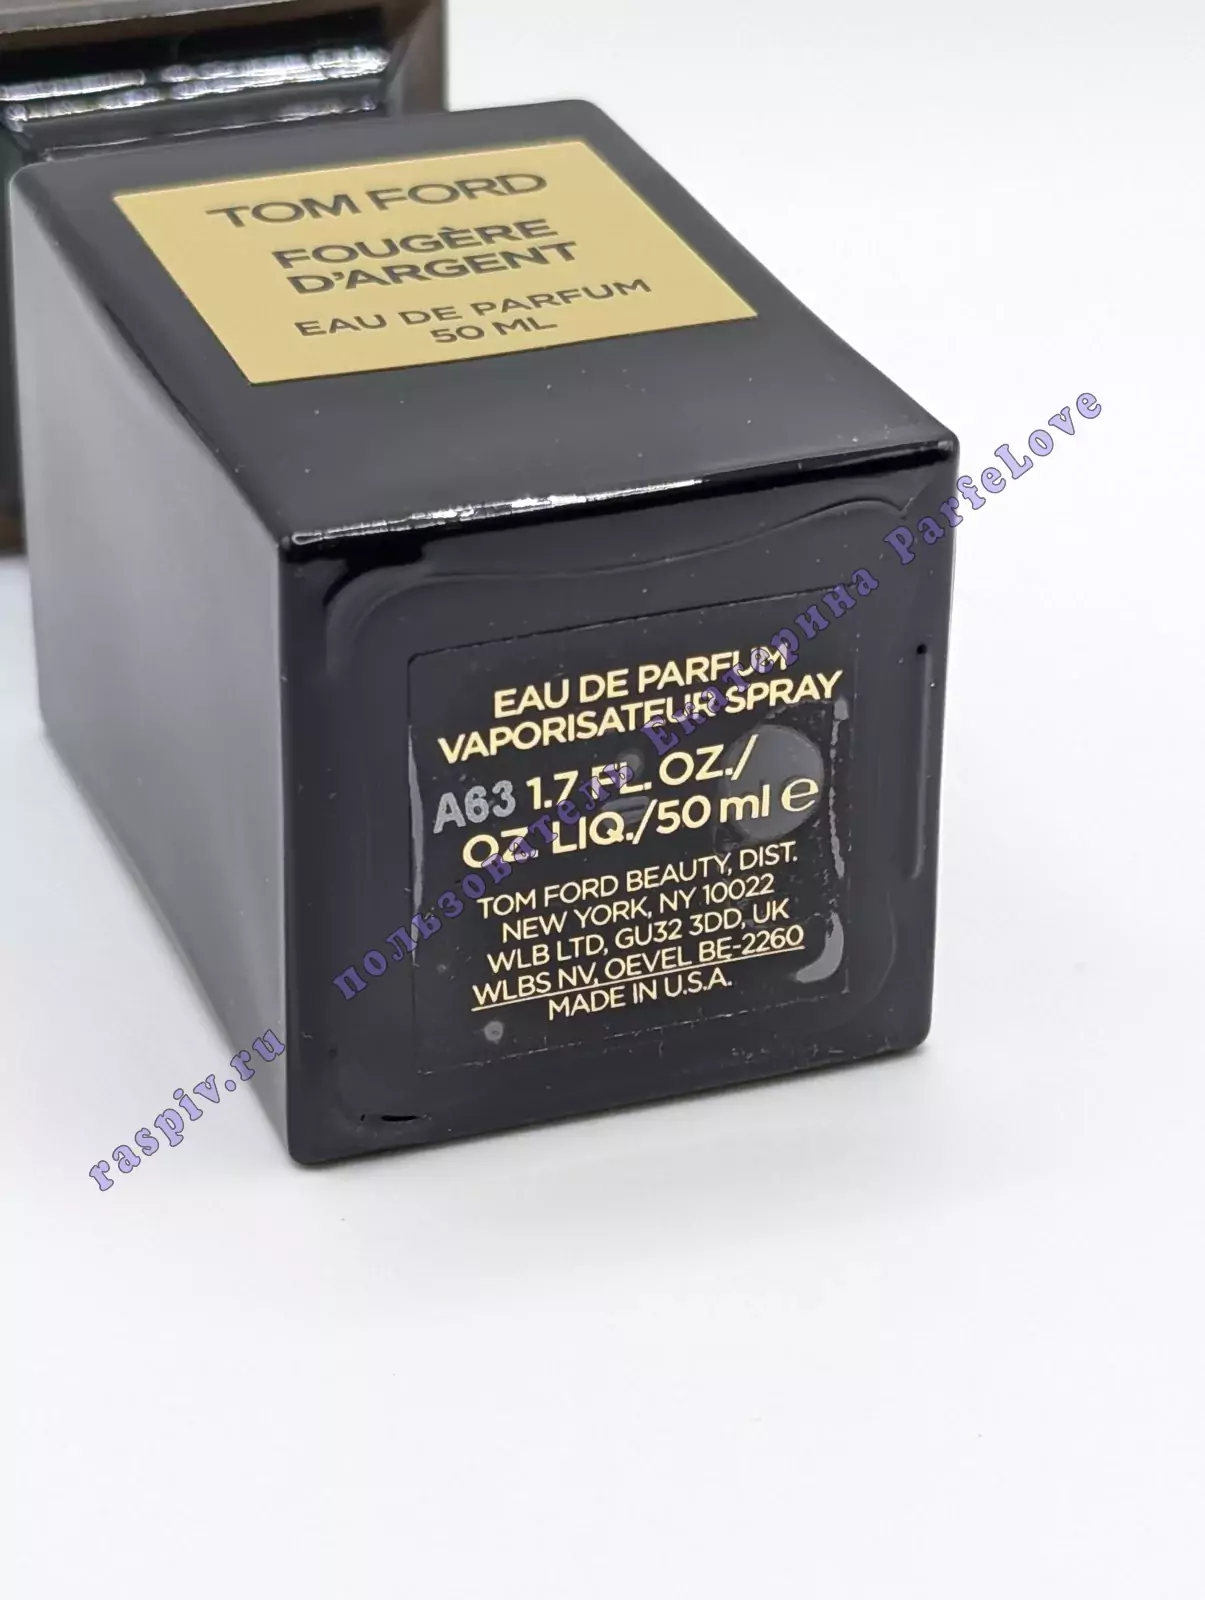 TOM FORD
FOUGÈRE
D'ARGENT
EAU DE PARFUM
50 ML
EAU DE PARFUM
VAPORISATEUR SPRAY
A63 1.7 FL. OZ./
OZ. LIQ./50 ml e
TOM FORD BEAUTY, DIST.
NEW YORK, NY 10022
WLB LTD, GU32 3DD, UK
WLBS NV, OEVEL BE-2260
MADE IN U.S.A.
raspiv.ru пользователь Екатерина ParfeLove